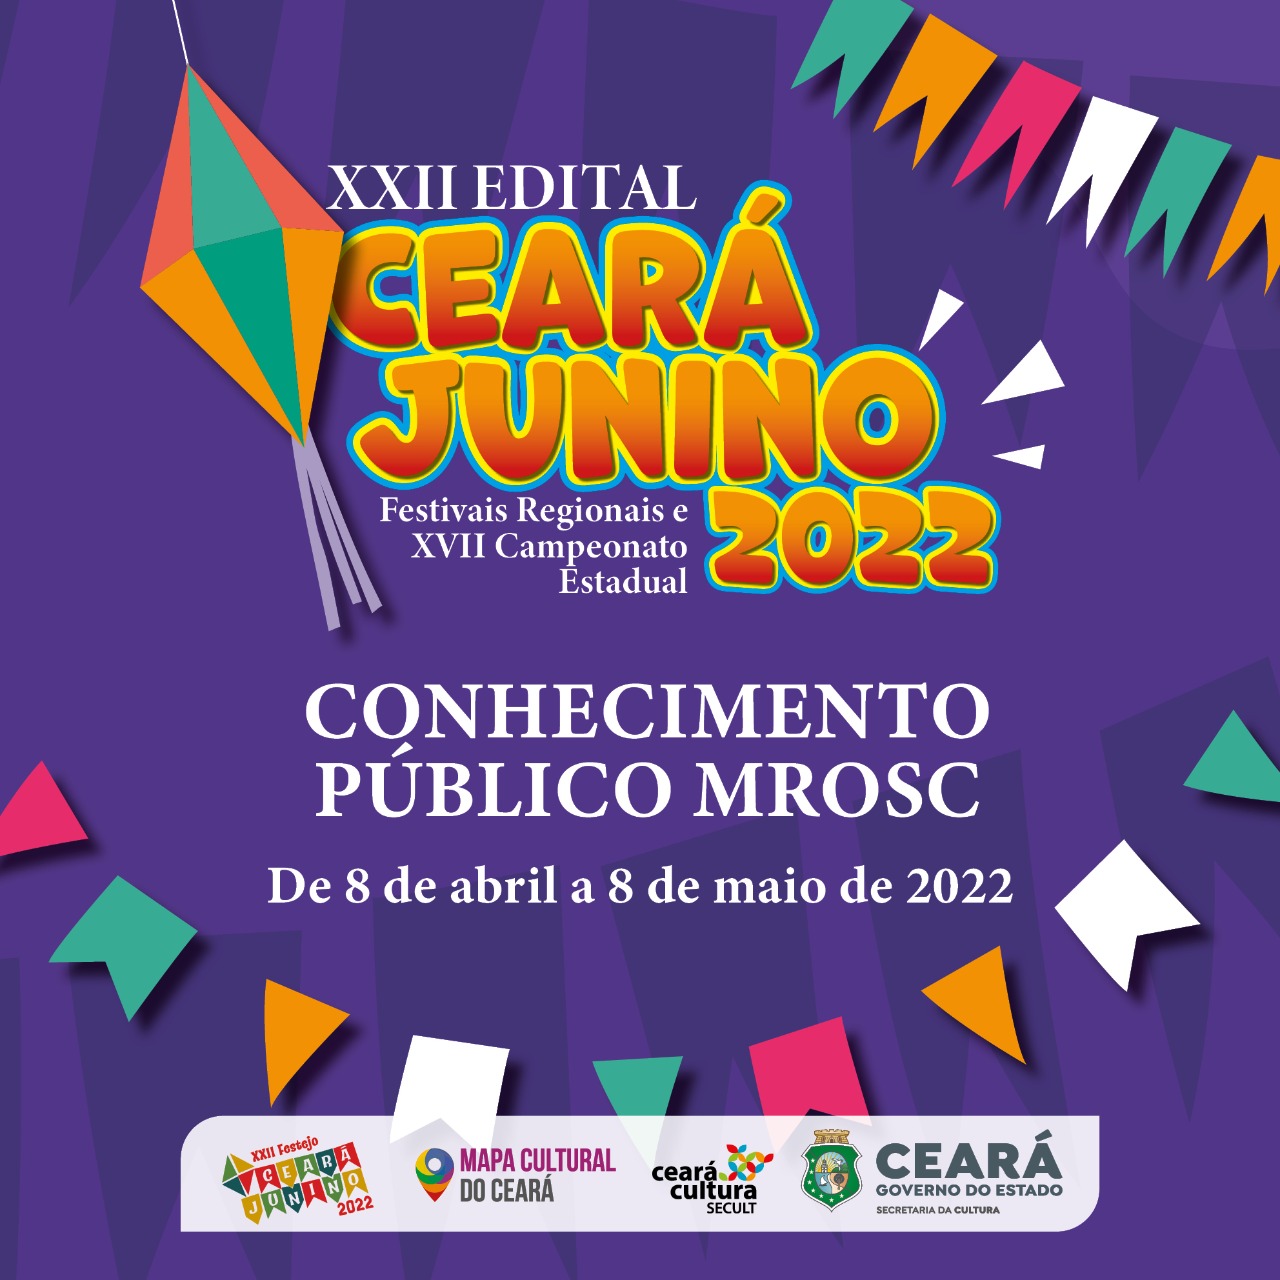 XXII EDITAL
CEARÁ
JUNINO
2022
Festivais Regionais e
XVII Campeonato
Estadual
CONHECIMENTO
PÚBLICO MROSC
De 8 de abril a 8 de maio de 2022
XXII Festejo
CEARÁ
JUNINO
2022
MAPA CULTURAL
DO CEARÁ
ceará
cultura
SECULT
CEARÁ
GOVERNO DO ESTADO
SECRETARIA DA CULTURA